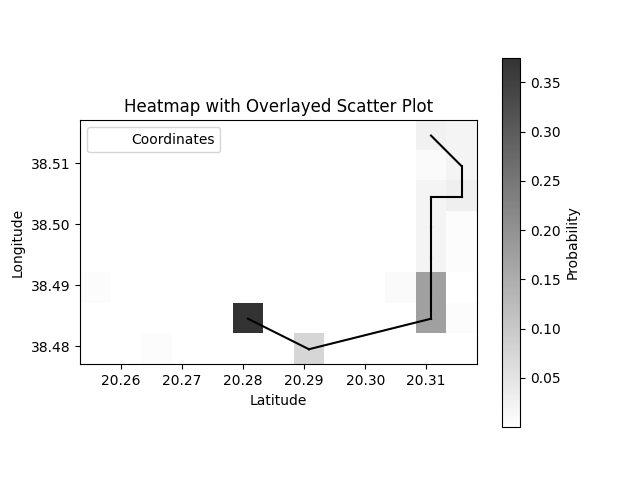 Heatmap with Overlayed Scatter Plot
Coordinates
38.51
38.50
38.49
38.48
Longitude
20.26 20.27 20.28 20.29 20.30 20.31
Latitude
0.35
0.30
0.25
0.20
0.15
0.10
0.05
Probability